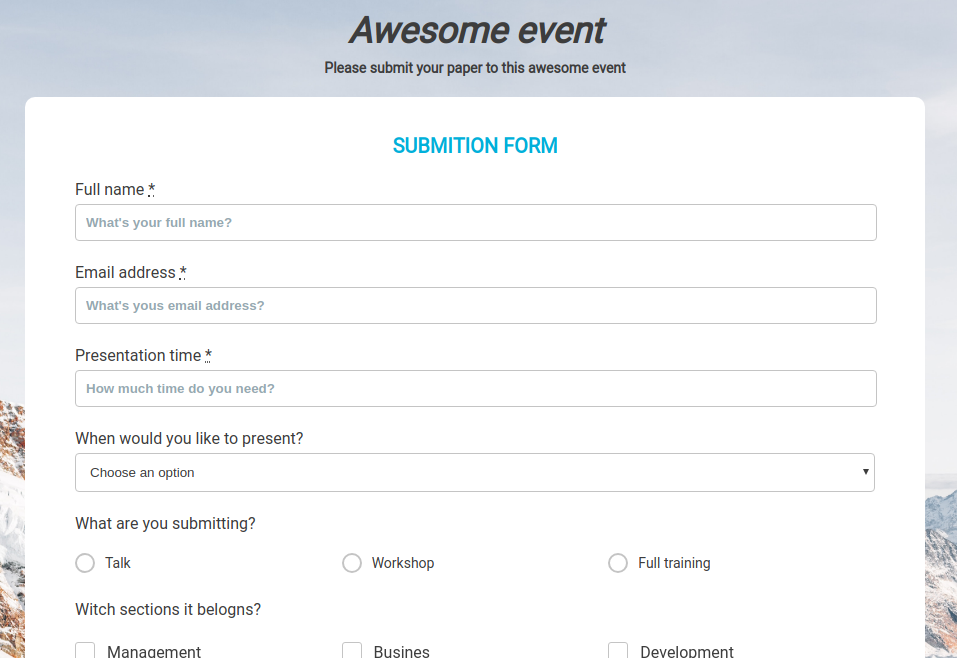 Awesome event
Please submit your paper to this awesome event
SUBMITION FORM
Full name *
What's your full name?
Email address *
What's yous email address?
Presentation time *
How much time do you need?
When would you like to present?
Choose an option
What are you submitting?
Talk Workshop Full training
Witch sections it belogns?
Management Busines Development